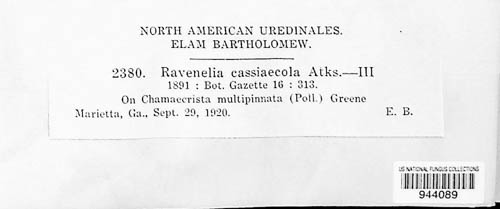 NORTH AMERICAN UREDINALES.
ELAM BARTHOLOMEW.
2380. Ravenelia cassiaecola Atks.—III
1891 : Bot. Gazette 16 : 313.
On Chamaecrista multipinnata (Poll.) Greene
Marietta, Ga., Sept. 29, 1920. E. B.
US NATIONAL FUNGUS COLLECTIONS
944089